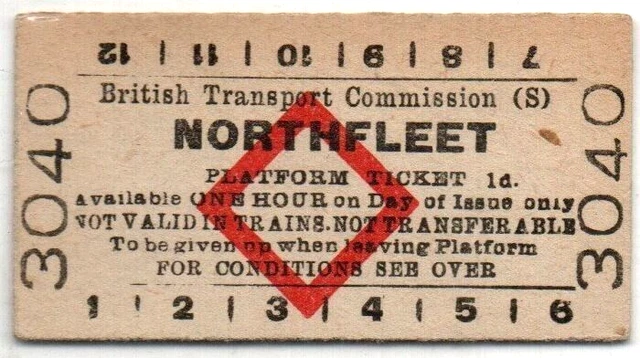 12 | 11 | 10 | 9 | 8 | 7
British Transport Commission (S)
NORTHFLEET
PLATFORM TICKET 1d.
Available ONE HOUR on Day of Issue only
NOT VALID IN TRAINS. NOT TRANSFERABLE
To be given up when leaving Platform
FOR CONDITIONS SEE OVER
1 | 2 | 3 | 4 | 5 | 6
3040
3040